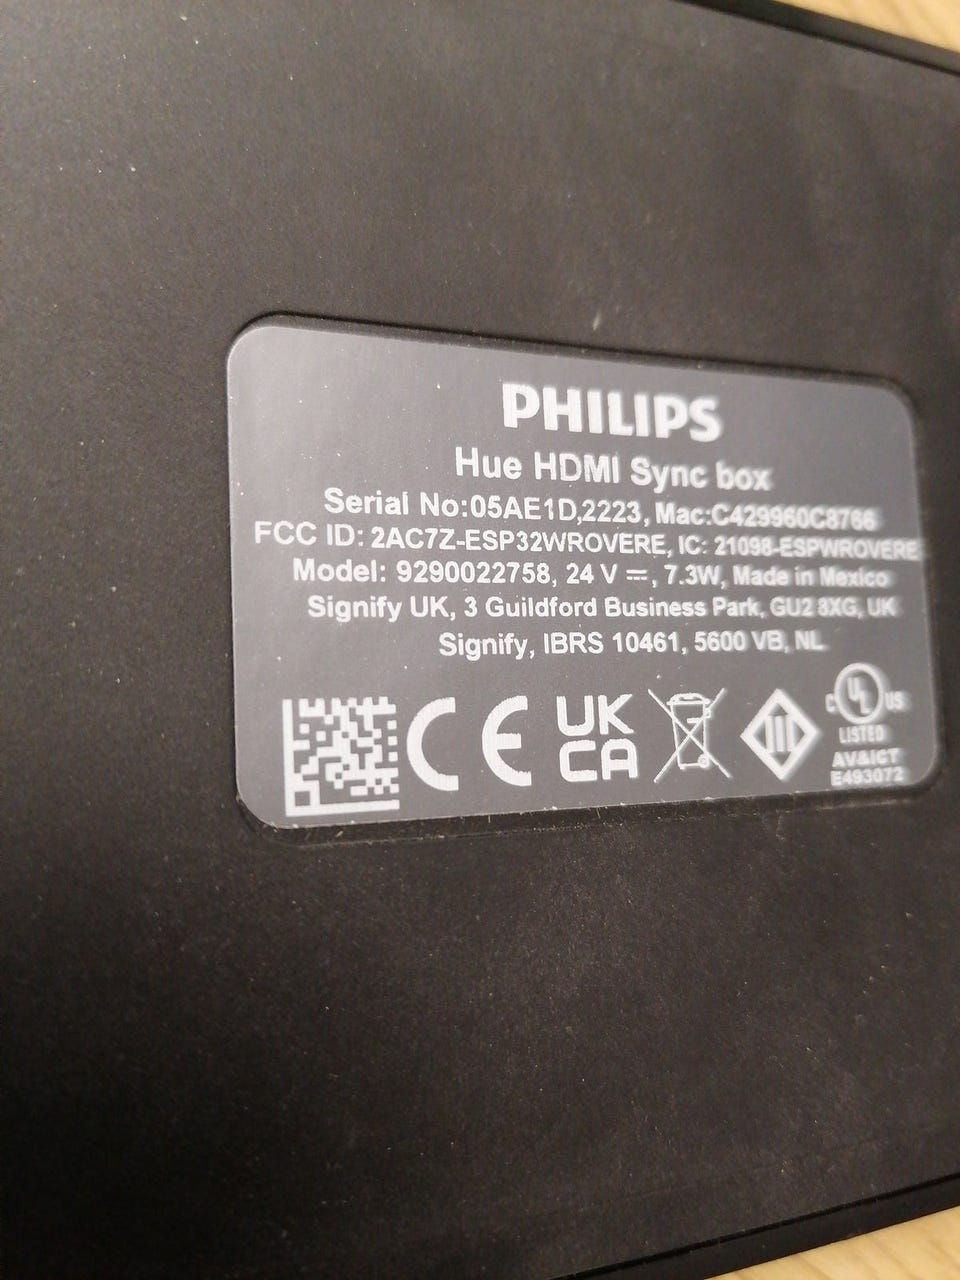 PHILIPS
Hue HDMI Sync box
Serial No:05AE1D,2223, Mac:C429960C8766
FCC ID: 2AC7Z-ESP32WROVERE, IC: 21098-ESPWROVERE
Model: 9290022758, 24 V ⎓, 7.3W, Made in Mexico
Signify UK, 3 Guildford Business Park, GU2 8XG, UK
Signify, IBRS 10461, 5600 VB, NL
CE UK CA C UL US
LISTED
AV&ICT
E493072